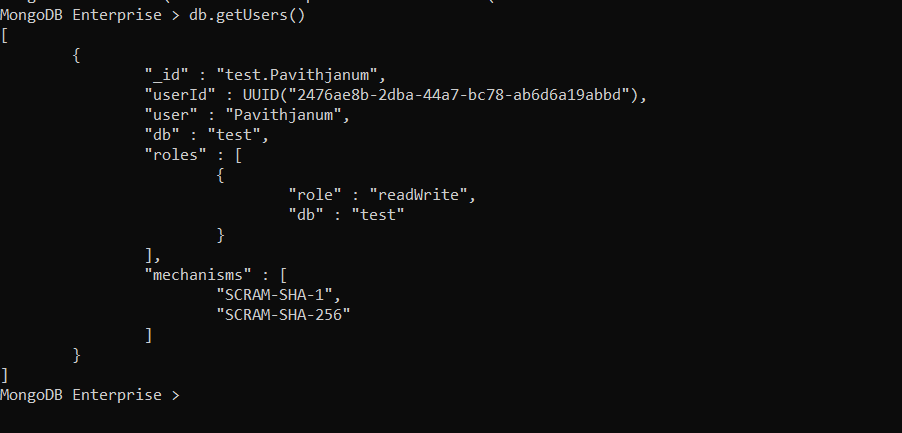 MongoDB Enterprise > db.getUsers()
[
        {
                "_id" : "test.Pavithjanum",
                "userId" : UUID("2476ae8b-2dba-44a7-bc78-ab6d6a19abbd"),
                "user" : "Pavithjanum",
                "db" : "test",
                "roles" : [
                        {
                                "role" : "readWrite",
                                "db" : "test"
                        }
                ],
                "mechanisms" : [
                        "SCRAM-SHA-1",
                        "SCRAM-SHA-256"
                ]
        }
]
MongoDB Enterprise >